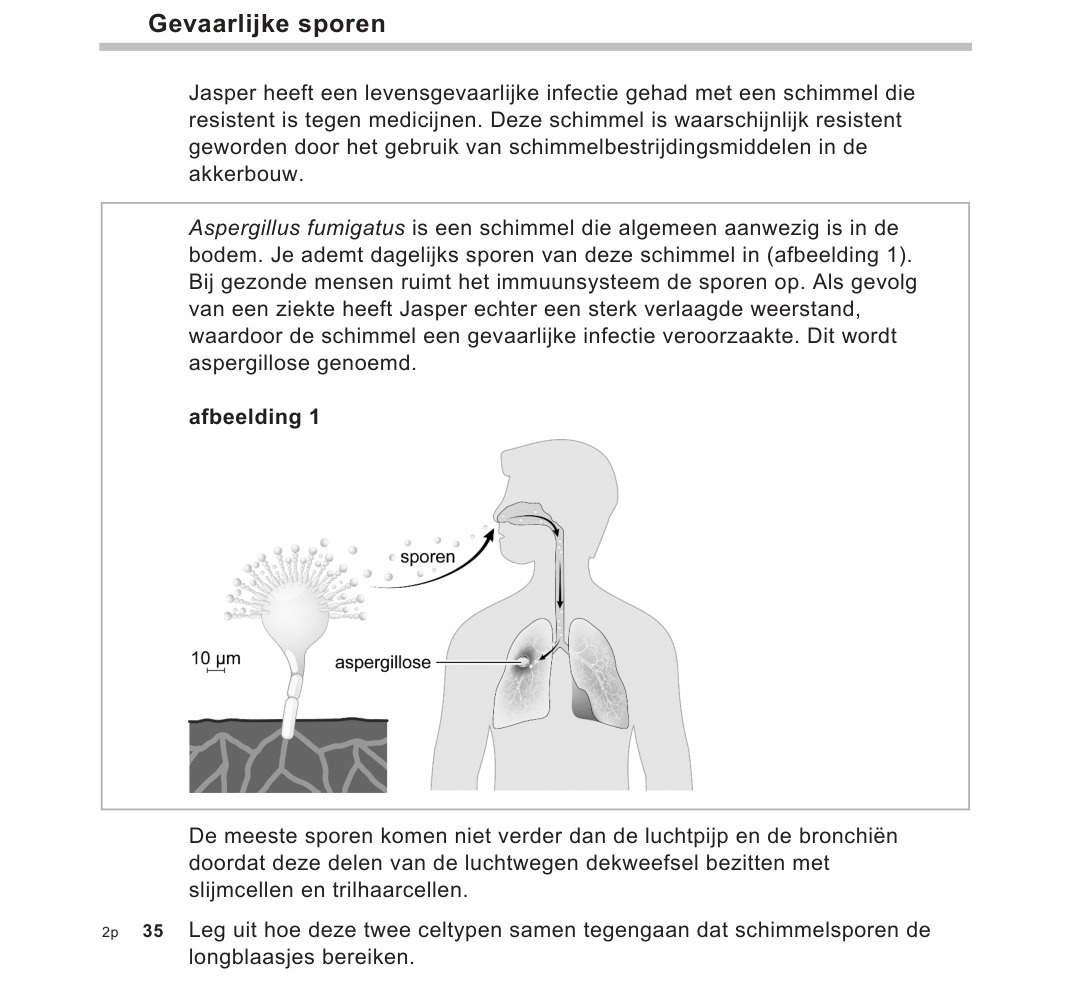 Gevaarlijke sporen
Jasper heeft een levensgevaarlijke infectie gehad met een schimmel die
resistent is tegen medicijnen. Deze schimmel is waarschijnlijk resistent
geworden door het gebruik van schimmelbestrijdingsmiddelen in de
akkerbouw.
Aspergillus fumigatus is een schimmel die algemeen aanwezig is in de
bodem. Je ademt dagelijks sporen van deze schimmel in (afbeelding 1).
Bij gezonde mensen ruimt het immuunsysteem de sporen op. Als gevolg
van een ziekte heeft Jasper echter een sterk verlaagde weerstand,
waardoor de schimmel een gevaarlijke infectie veroorzaakte. Dit wordt
aspergillose genoemd.
afbeelding 1
sporen
10 µm
aspergillose
De meeste sporen komen niet verder dan de luchtpijp en de bronchiën
doordat deze delen van de luchtwegen dekweefsel bezitten met
slijmcellen en trilhaarcellen.
2p 35 Leg uit hoe deze twee celtypen samen tegengaan dat schimmelsporen de
longblaasjes bereiken.